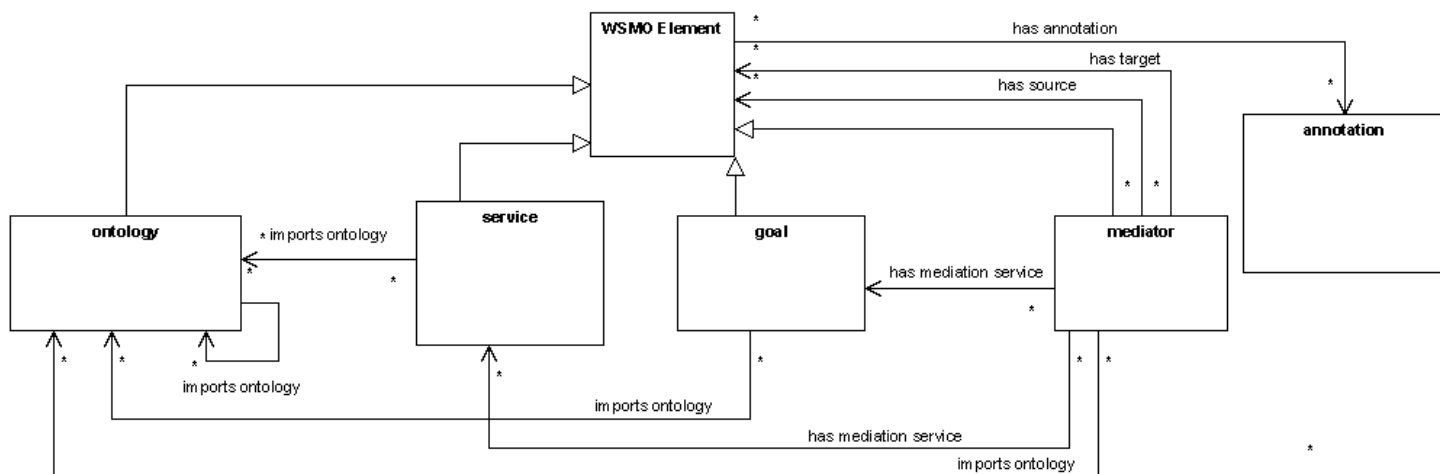 WSMO Element
*
has annotation
*
has target
*
has source
*
annotation
* *
ontology
service
goal
mediator
* imports ontology
*
*
has mediation service
*
*
*
*
imports ontology
*
*
*
*
imports ontology
has mediation service
*
imports ontology